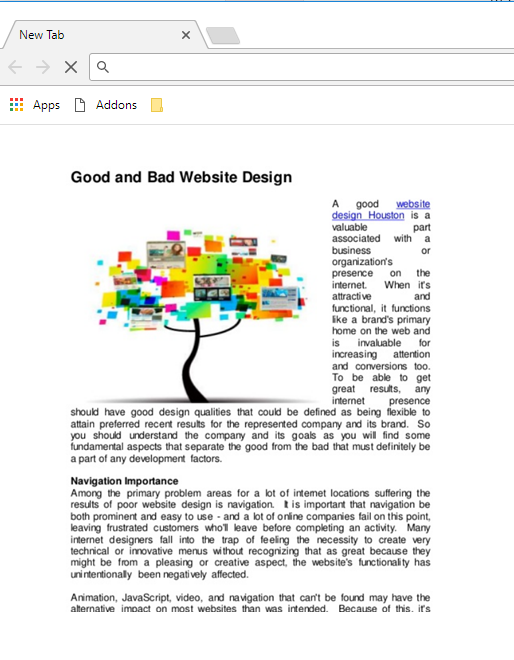 New Tab
Apps
Addons
Good and Bad Website Design
A good website
design Houston is a
valuable part
associated with a
business or
organization's
presence on the
internet. When it's
attractive and
functional, it functions
like a brand's primary
home on the web and
is invaluable for
increasing attention
and conversions too.
To be able to get
great results, any
internet presence
should have good design qualities that could be defined as being flexible to
attain preferred recent results for the represented company and its brand. So
you should understand the company and its goals as you will find some
fundamental aspects that separate the good from the bad that must definitely be
a part of any development factors.
Navigation Importance
Among the primary problem areas for a lot of internet locations suffering the
results of poor website design is navigation. It is important that navigation be
both prominent and easy to use - and a lot of online companies fail on this point,
leaving frustrated customers who'll leave before completing an activity. Many
internet designers fall into the trap of feeling the necessity to create very
technical or innovative menus without recognizing that as great because they
might be from a pleasing or creative aspect, the website's functionality has
unintentionally been negatively affected.
Animation, JavaScript, video, and navigation that can't be found may have the
alternative impact on most websites than was intended. Because of this, it's